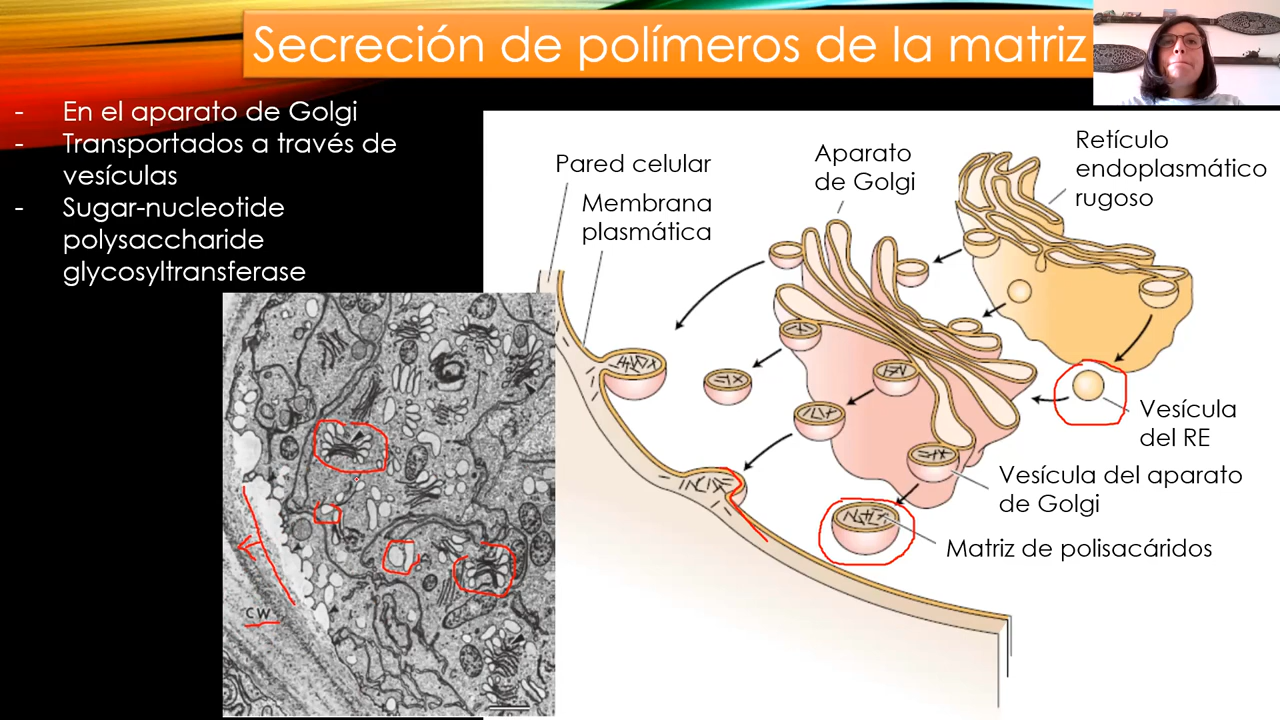 Secreción de polímeros de la matriz
- En el aparato de Golgi
- Transportados a través de
vesículas
- Sugar-nucleotide
polysaccharide
glycosyltransferase
Pared celular
Membrana
plasmática
Aparato
de Golgi
Retículo
endoplasmático
rugoso
Vesícula
del RE
Vesícula del aparato
de Golgi
Matriz de polisacáridos
CW